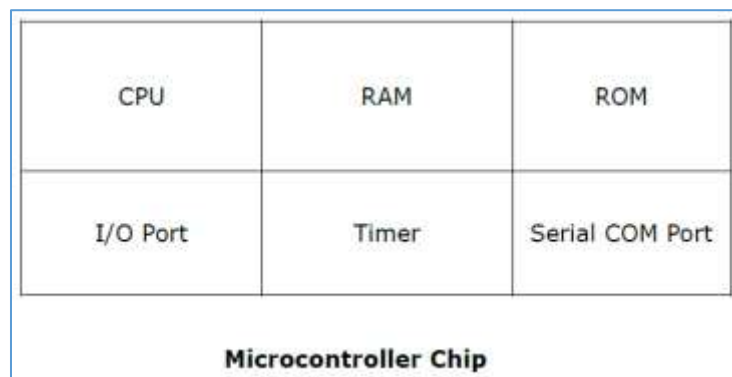 CPU RAM ROM
I/O Port Timer Serial COM Port
Microcontroller Chip